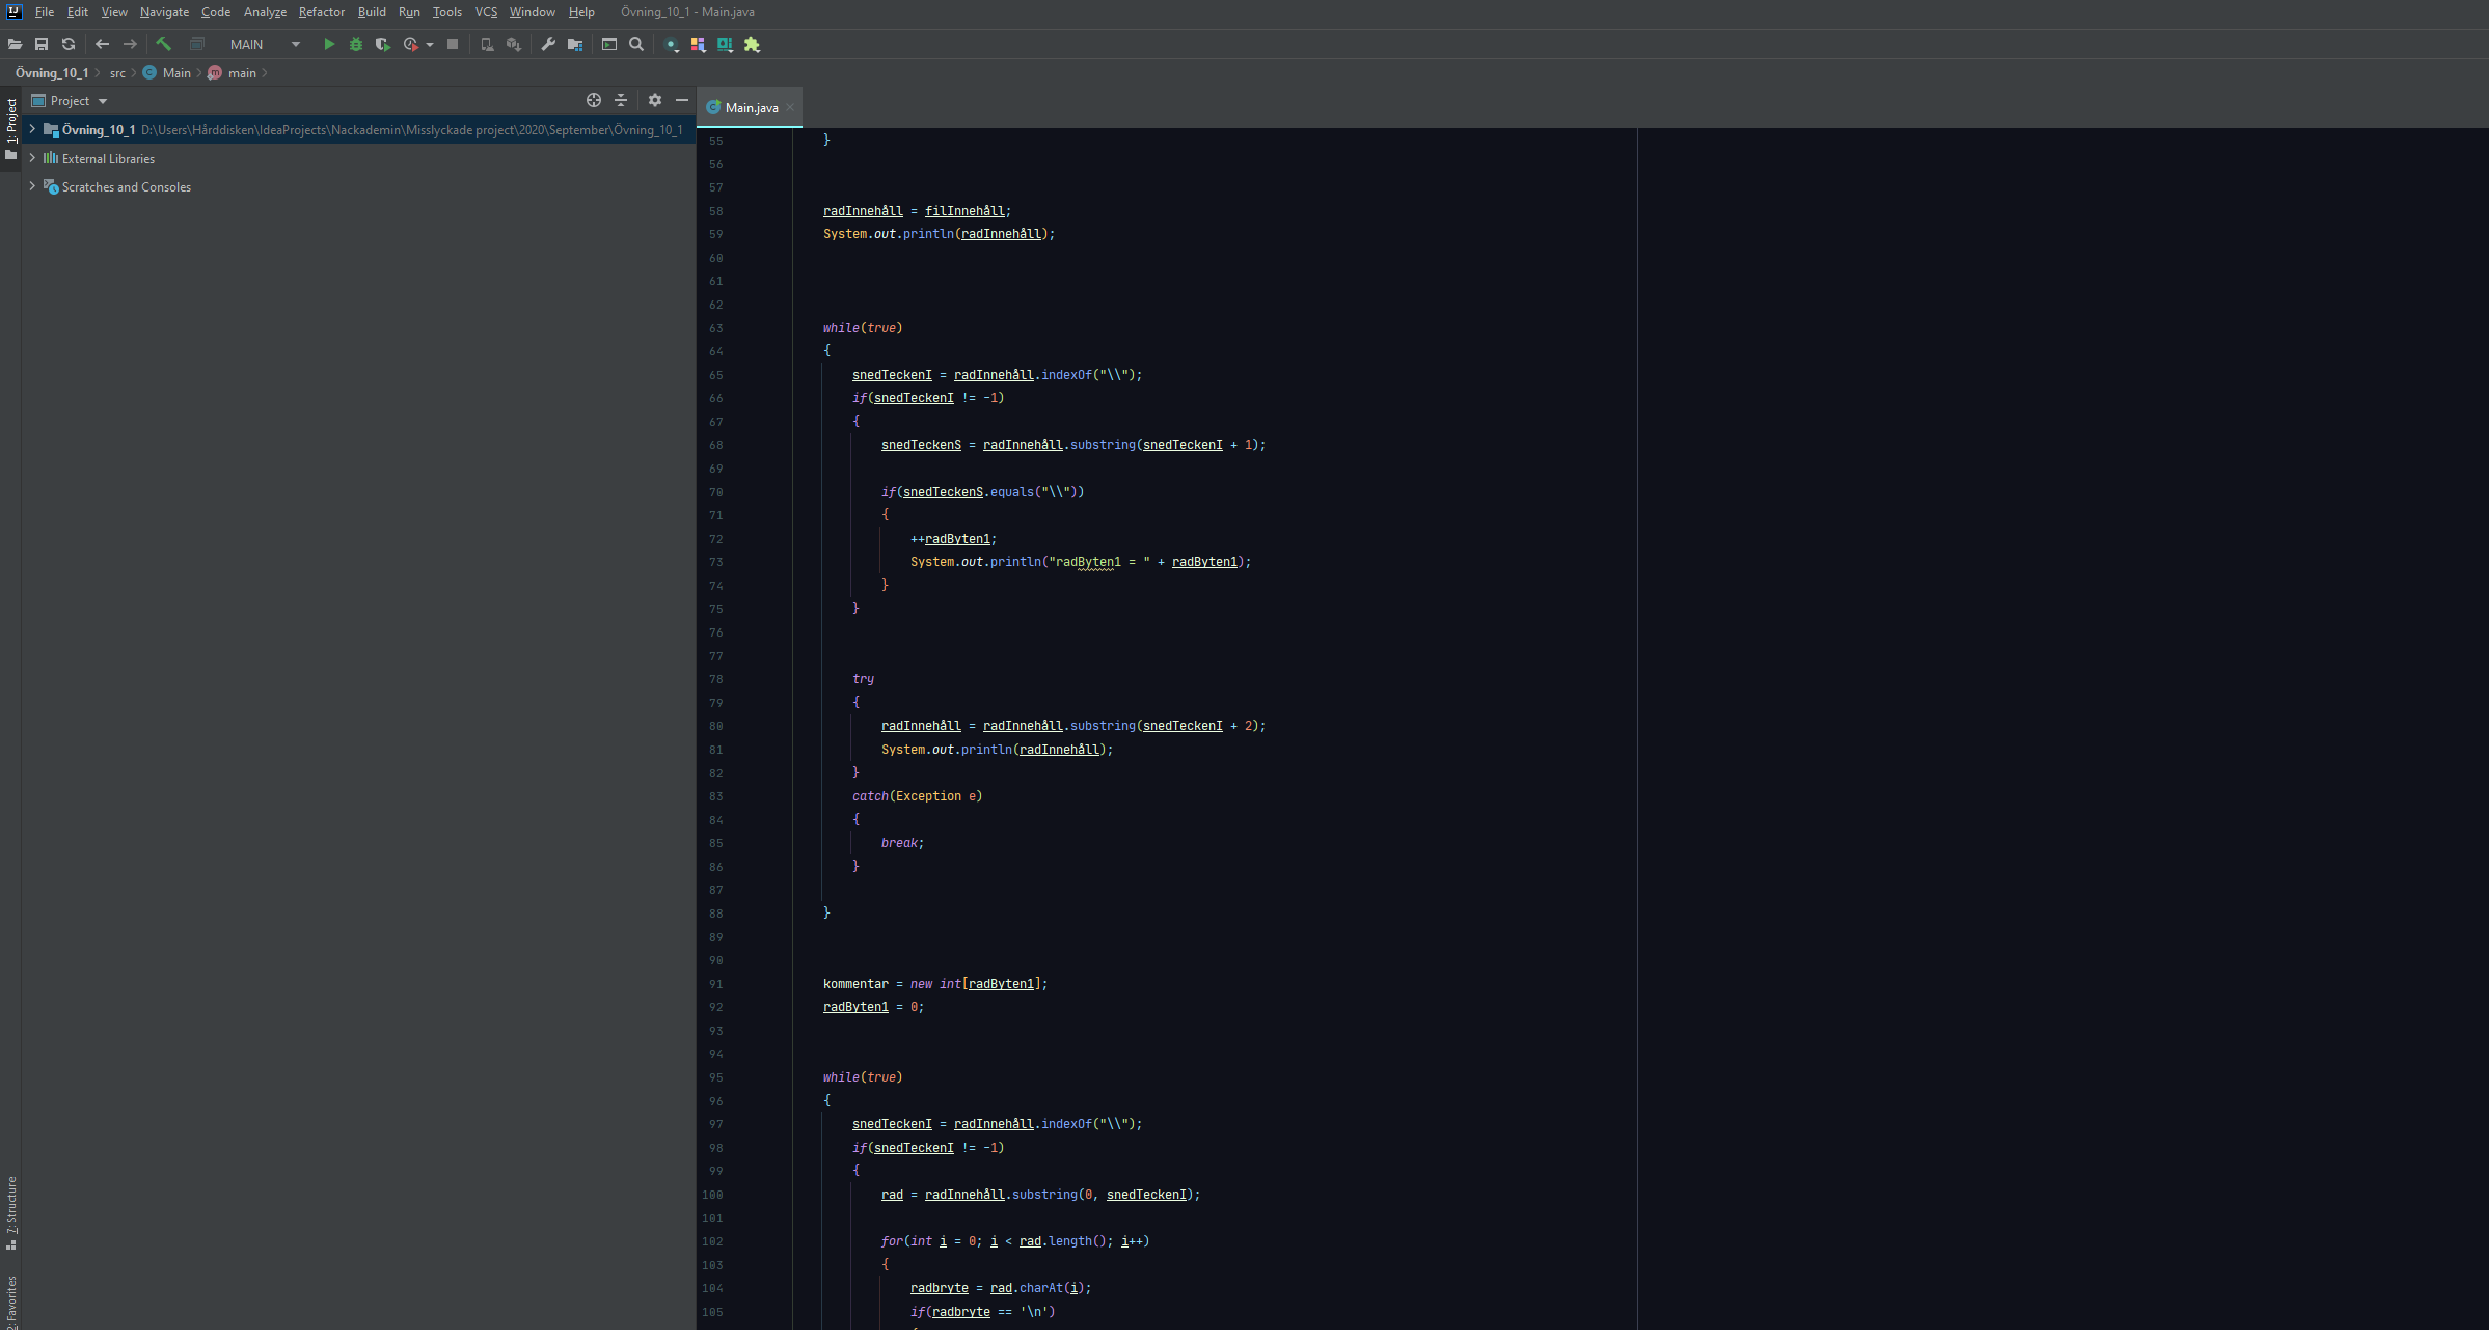 File Edit View Navigate Code Analyze Refactor Build Run Tools VCS Window Help Övning_10_1 - Main.java
MAIN
Övning_10_1 src Main main
Project
Main.java
1: Project
Övning_10_1 D:\Users\Hårddisken\IdeaProjects\Nackademin\Misslyckade project\2020\September\Övning_10_1
External Libraries
Scratches and Consoles
7: Structure
2: Favorites
55 }
56
57
58 radInnehåll = filInnehåll;
59 System.out.println(radInnehåll);
60
61
62
63 while(true)
64 {
65 snedTeckenI = radInnehåll.indexOf("\\");
66 if(snedTeckenI != -1)
67 {
68 snedTeckenS = radInnehåll.substring(snedTeckenI + 1);
69
70 if(snedTeckenS.equals("\\"))
71 {
72 ++radByten1;
73 System.out.println("radByten1 = " + radByten1);
74 }
75 }
76
77
78 try
79 {
80 radInnehåll = radInnehåll.substring(snedTeckenI + 2);
81 System.out.println(radInnehåll);
82 }
83 catch(Exception e)
84 {
85 break;
86 }
87
88 }
89
90
91 kommentar = new int[radByten1];
92 radByten1 = 0;
93
94
95 while(true)
96 {
97 snedTeckenI = radInnehåll.indexOf("\\");
98 if(snedTeckenI != -1)
99 {
100 rad = radInnehåll.substring(0, snedTeckenI);
101
102 for(int i = 0; i < rad.length(); i++)
103 {
104 radbryte = rad.charAt(i);
105 if(radbryte == '\n')